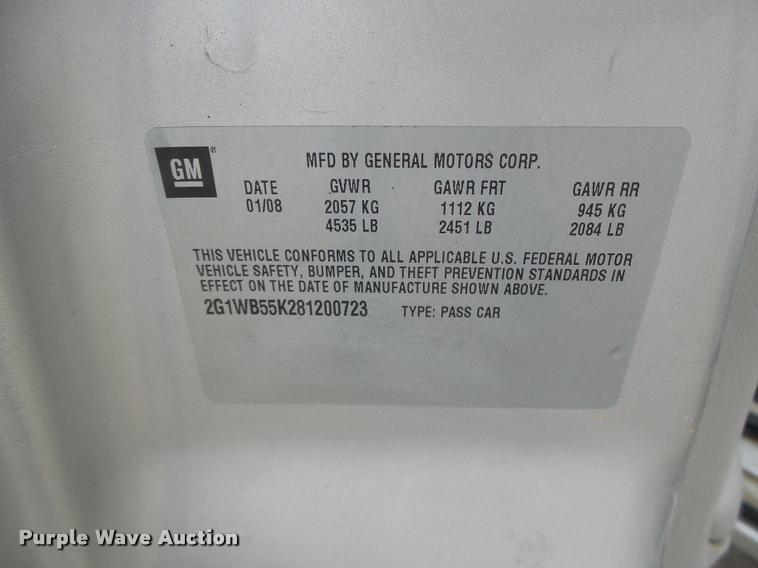 GM
MFD BY GENERAL MOTORS CORP.
DATE GVWR GAWR FRT GAWR RR
01/08 2057 KG 1112 KG 945 KG
4535 LB 2451 LB 2084 LB
THIS VEHICLE CONFORMS TO ALL APPLICABLE U.S. FEDERAL MOTOR
VEHICLE SAFETY, BUMPER, AND THEFT PREVENTION STANDARDS IN
EFFECT ON THE DATE OF MANUFACTURE SHOWN ABOVE.
2G1WB55K281200723 TYPE: PASS CAR
Purple Wave Auction